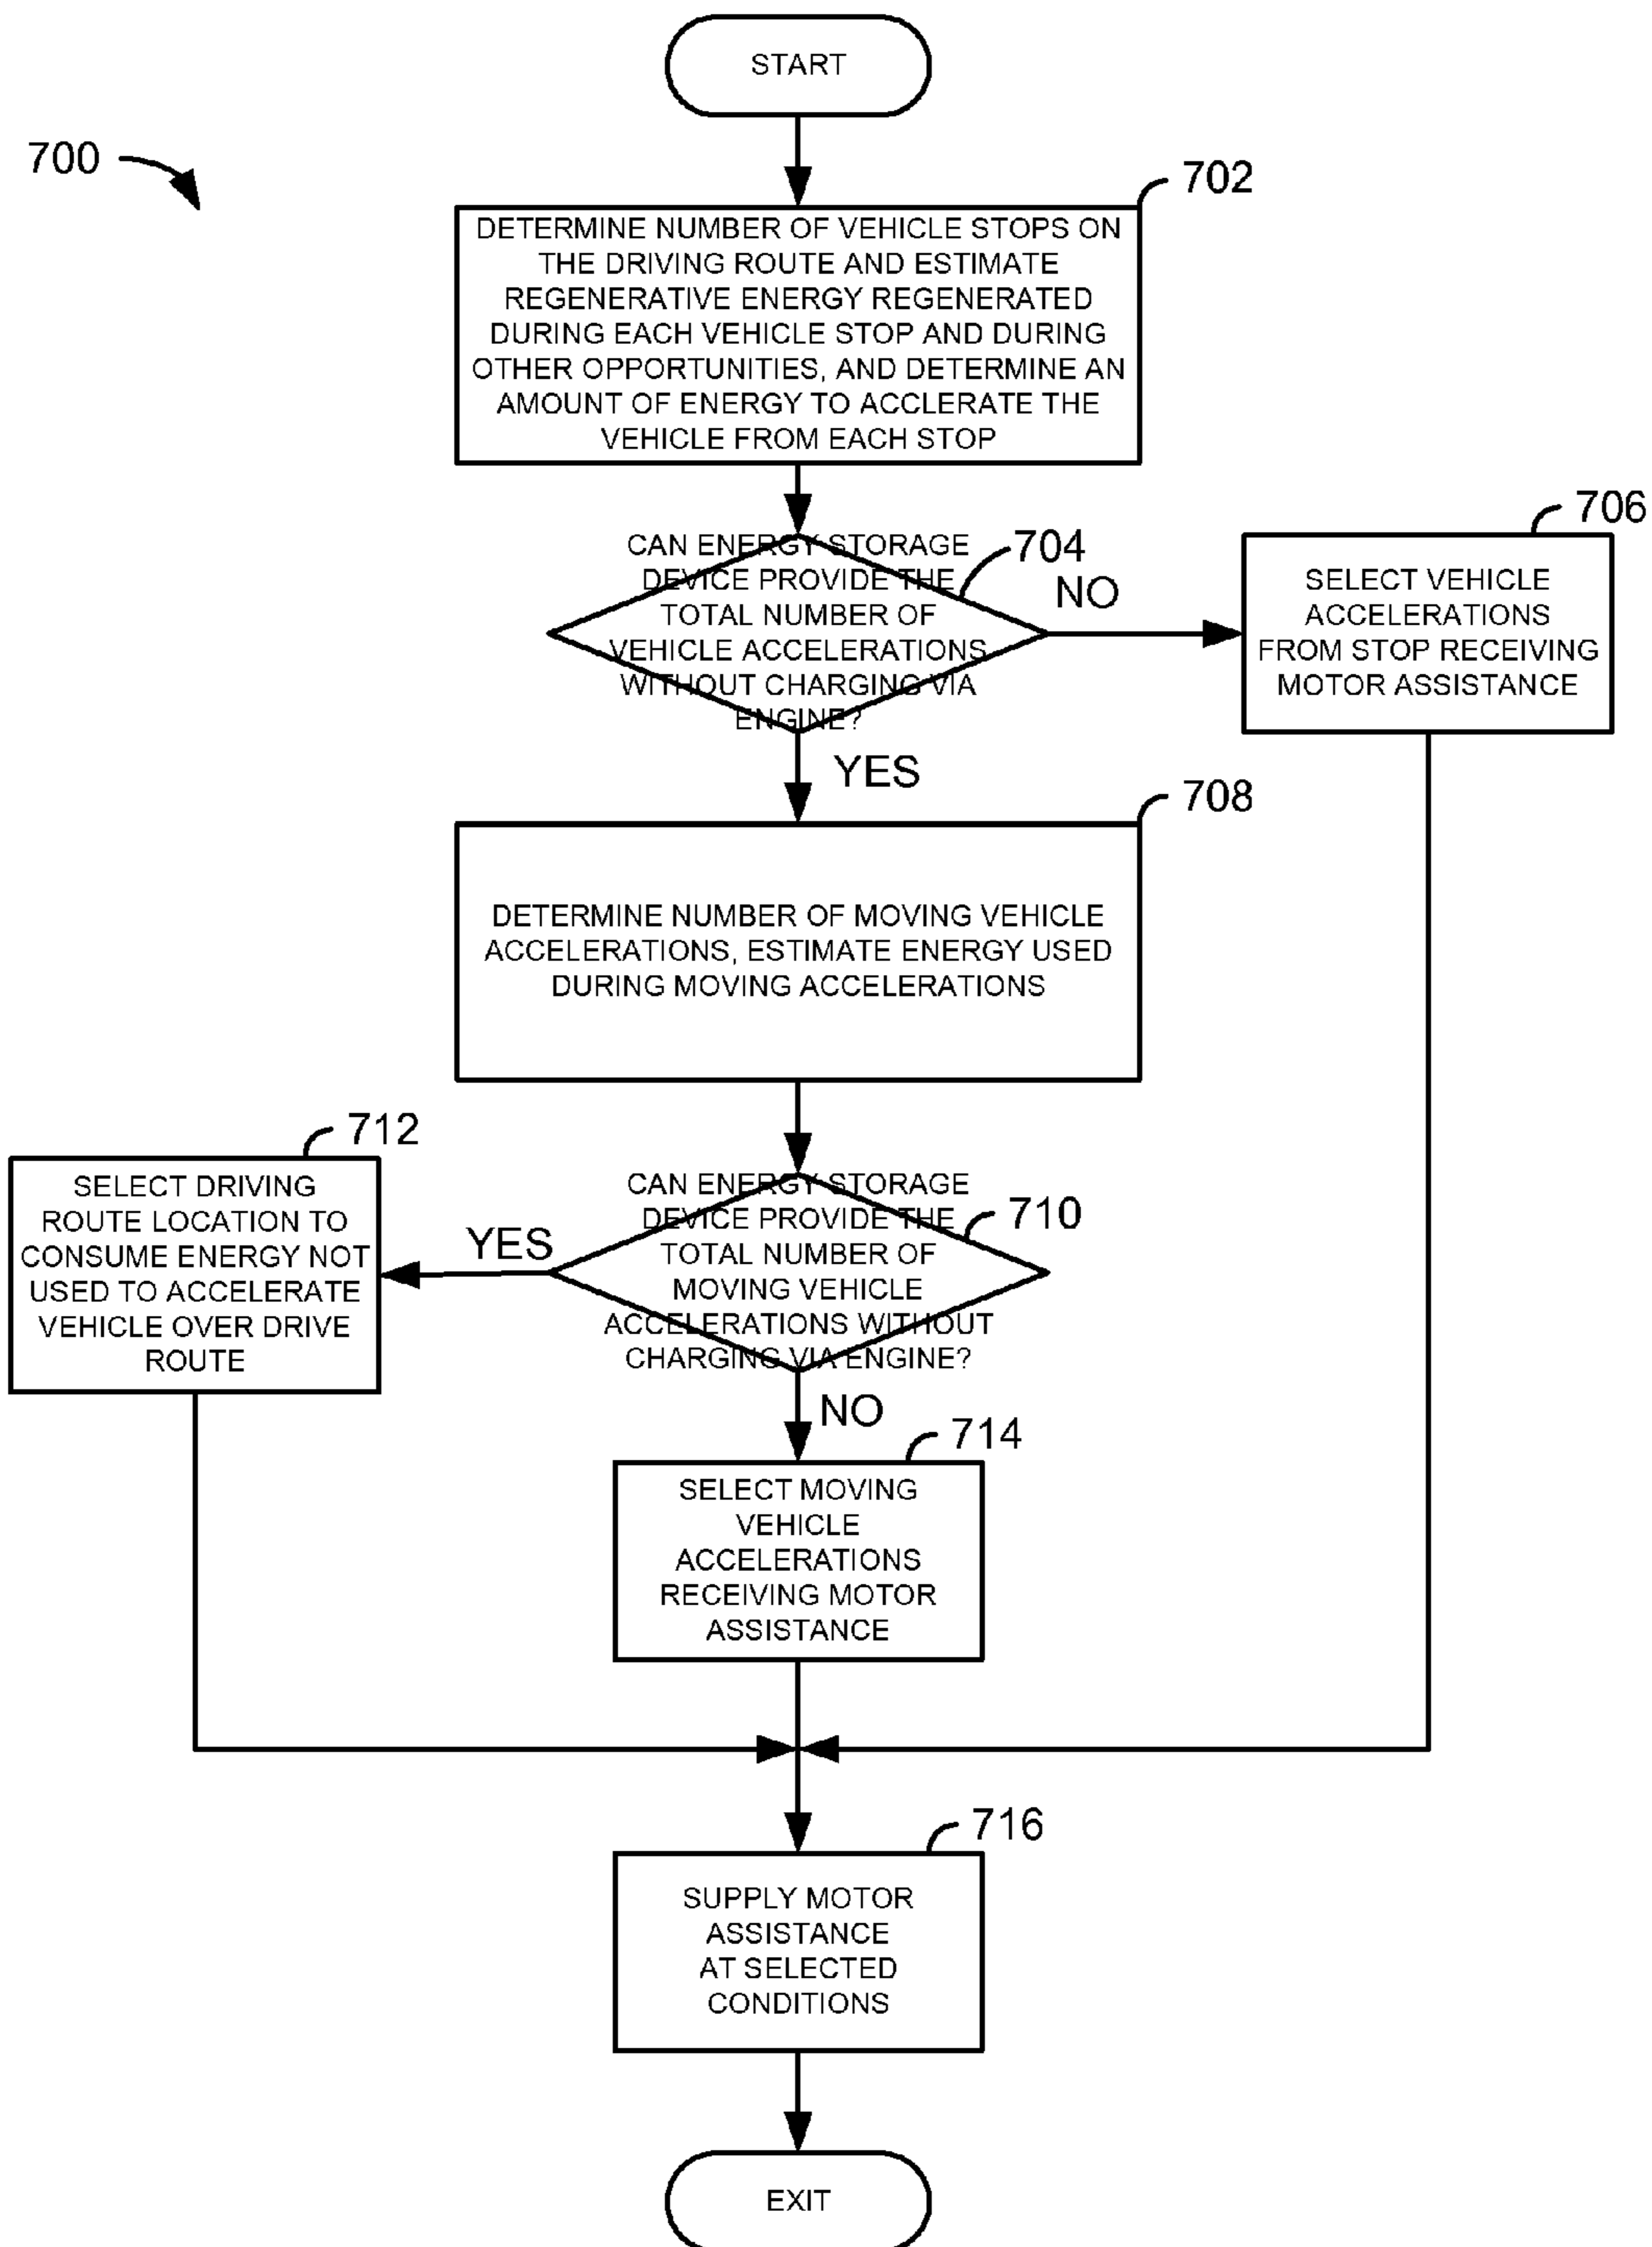 START
700
702
DETERMINE NUMBER OF VEHICLE STOPS ON
THE DRIVING ROUTE AND ESTIMATE
REGENERATIVE ENERGY REGENERATED
DURING EACH VEHICLE STOP AND DURING
OTHER OPPORTUNITIES, AND DETERMINE AN
AMOUNT OF ENERGY TO ACCLERATE THE
VEHICLE FROM EACH STOP
704
CAN ENERGY STORAGE
DEVICE PROVIDE THE
TOTAL NUMBER OF
VEHICLE ACCELERATIONS
WITHOUT CHARGING VIA
ENGINE?
NO
706
SELECT VEHICLE
ACCELERATIONS
FROM STOP RECEIVING
MOTOR ASSISTANCE
YES
708
DETERMINE NUMBER OF MOVING VEHICLE
ACCELERATIONS, ESTIMATE ENERGY USED
DURING MOVING ACCELERATIONS
710
CAN ENERGY STORAGE
DEVICE PROVIDE THE
TOTAL NUMBER OF
MOVING VEHICLE
ACCELERATIONS WITHOUT
CHARGING VIA ENGINE?
YES
712
SELECT DRIVING
ROUTE LOCATION TO
CONSUME ENERGY NOT
USED TO ACCELERATE
VEHICLE OVER DRIVE
ROUTE
NO
714
SELECT MOVING
VEHICLE
ACCELERATIONS
RECEIVING MOTOR
ASSISTANCE
716
SUPPLY MOTOR
ASSISTANCE
AT SELECTED
CONDITIONS
EXIT